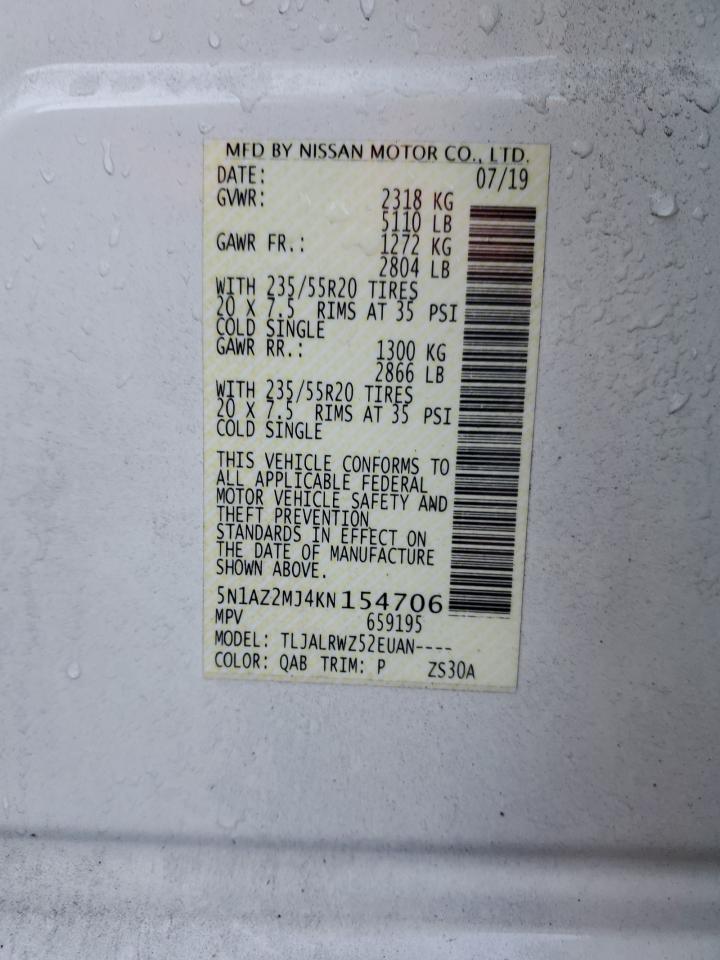 MFD BY NISSAN MOTOR CO., LTD.
DATE: 07/19
GVWR: 2318 KG
5110 LB
GAWR FR.: 1272 KG
2804 LB
WITH 235/55R20 TIRES
20 X 7.5 RIMS AT 35 PSI
COLD SINGLE
GAWR RR.: 1300 KG
2866 LB
WITH 235/55R20 TIRES
20 X 7.5 RIMS AT 35 PSI
COLD SINGLE
THIS VEHICLE CONFORMS TO
ALL APPLICABLE FEDERAL
MOTOR VEHICLE SAFETY AND
THEFT PREVENTION
STANDARDS IN EFFECT ON
THE DATE OF MANUFACTURE
SHOWN ABOVE.
5N1AZ2MJ4KN154706
MPV 659195
MODEL: TLJALRWZ52EUAN----
COLOR: QAB TRIM: P ZS30A